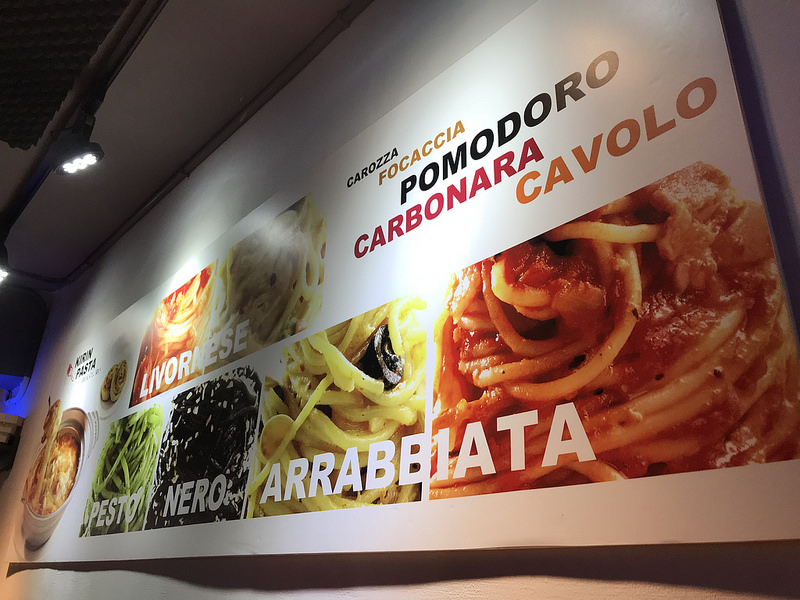 CAROZZA
FOCACCIA
POMODORO
CARBONARA
CAVOLO
KIRIN
PASTA
LIVORNESE
PESTO
NERO
ARRABBIATA